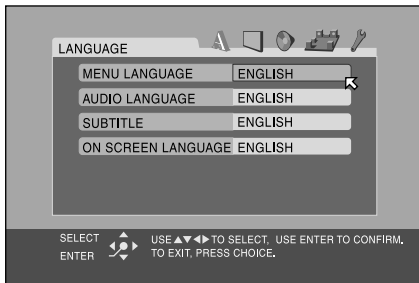 LANGUAGE
MENU LANGUAGE ENGLISH
AUDIO LANGUAGE ENGLISH
SUBTITLE ENGLISH
ON SCREEN LANGUAGE ENGLISH
SELECT
ENTER
USE ▲▼◀▶ TO SELECT, USE ENTER TO CONFIRM.
TO EXIT, PRESS CHOICE.